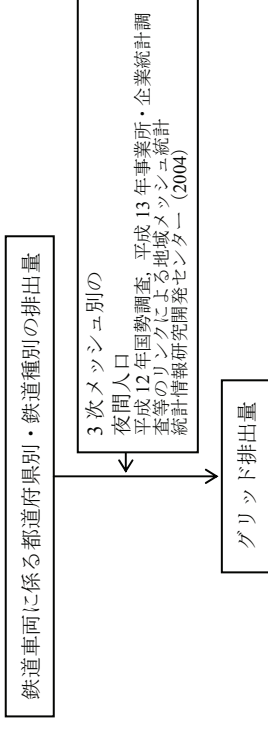 鉄道車両に係る都道府県別・鉄道種別の排出量
3 次メッシュ別の
夜間人口
平成 12 年国勢調査，平成 13 年事業所・企業統計調
査等のリンクによる地域メッシュ統計
統計情報研究開発センター（2004）
グリッド排出量